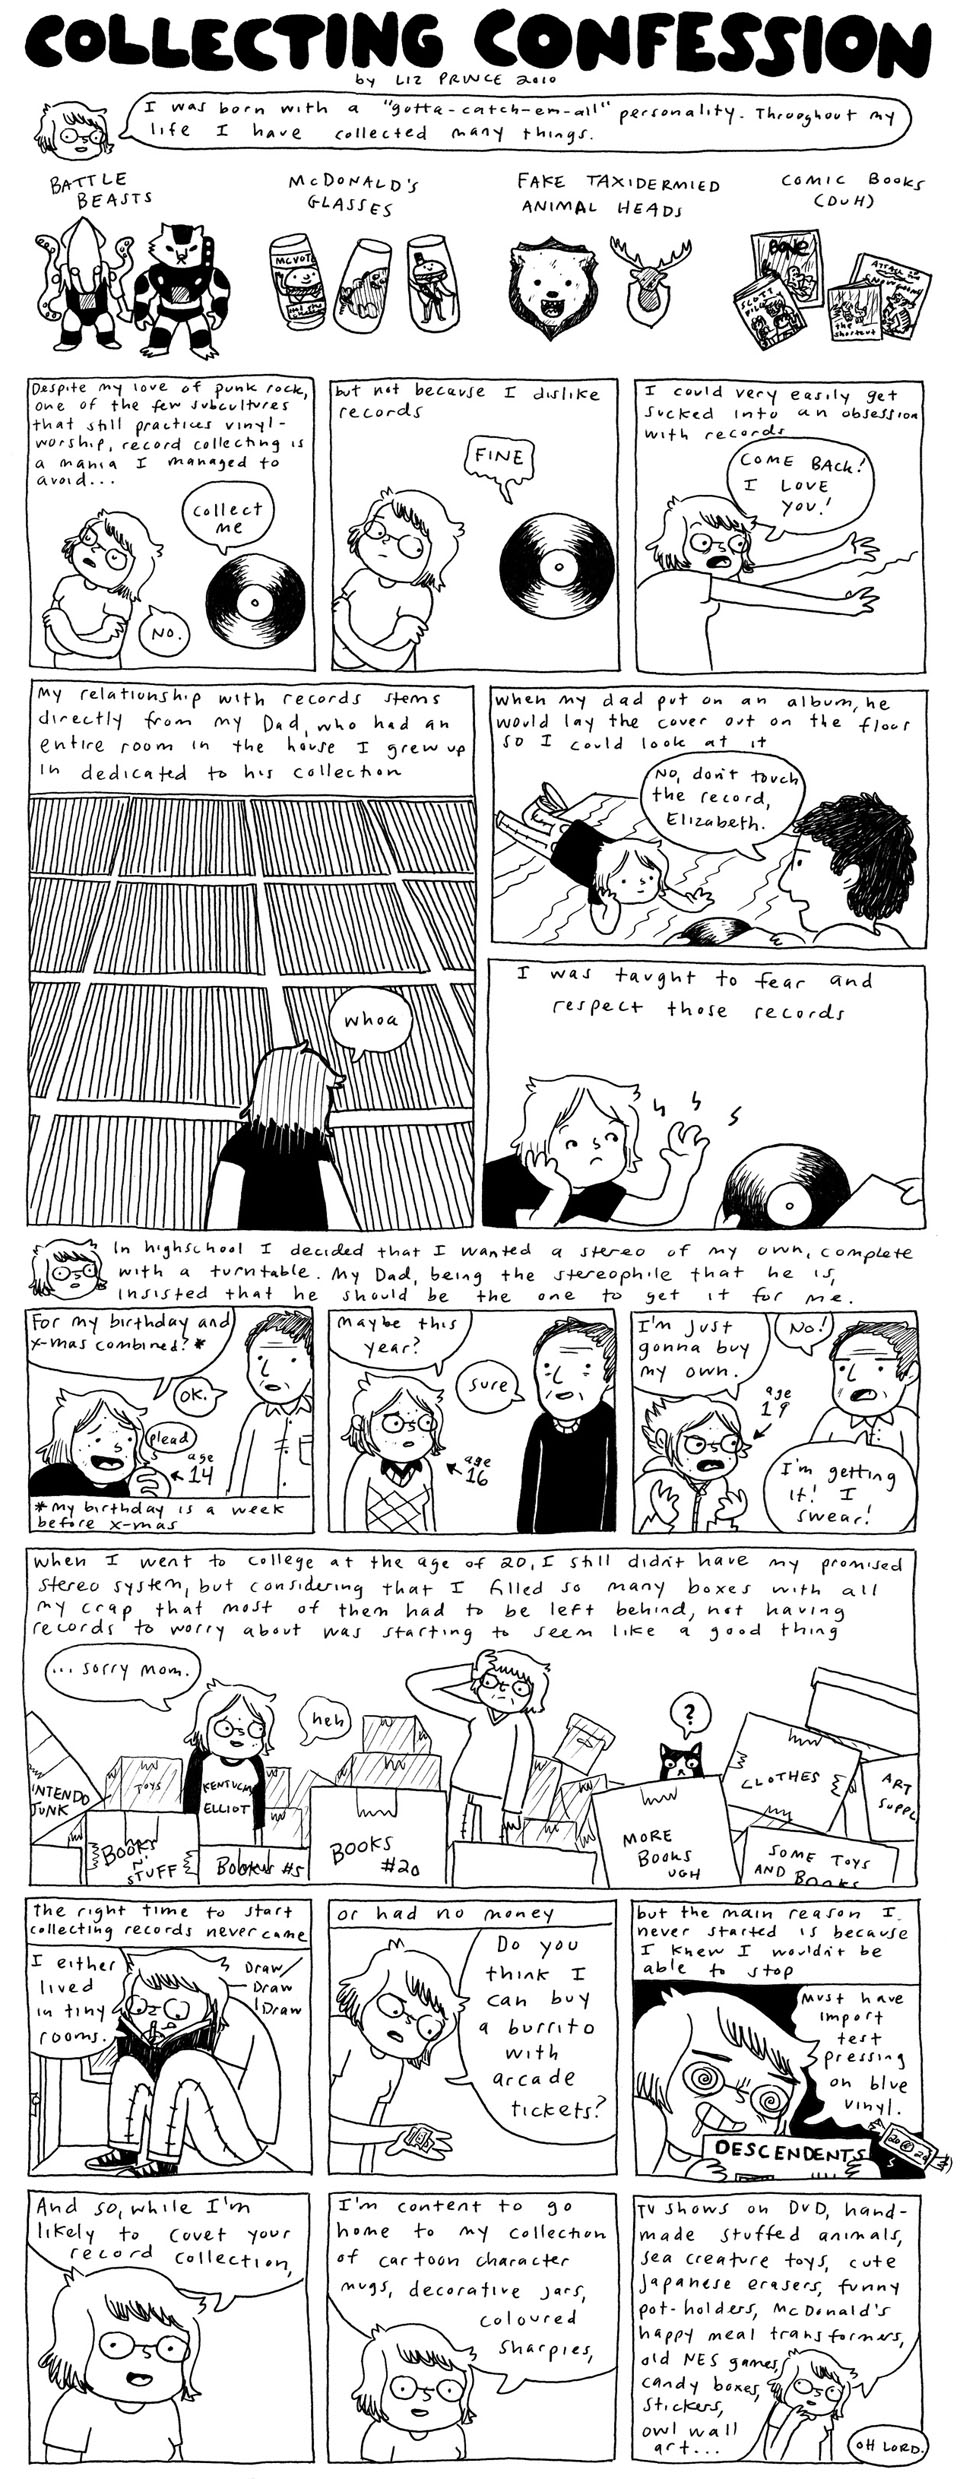 COLLECTING CONFESSION
by LIZ PRINCE 2010
I was born with a "gotta-catch-em-all" personality. Throughout my
life I have collected many things.
BATTLE
BEASTS
McDONALD'S
GLASSES
FAKE TAXIDERMIED
ANIMAL HEADS
COMIC BOOKS
(DUH)
MCVOTE
BONE
SCOTT
PILGRIM
the
shortcut
Despite my love of punk rock,
one of the few subcultures
that still practices vinyl-
worship, record collecting is
a mania I managed to
avoid...
collect
me
NO.
but not because I dislike
records
FINE
I could very easily get
sucked into an obsession
with records
COME BACK!
I LOVE
YOU!
My relationship with records stems
directly from my Dad, who had an
entire room in the house I grew up
in dedicated to his collection
whoa
when my dad put on an album, he
would lay the cover out on the floor
so I could look at it
No, don't touch
the record,
Elizabeth.
I was taught to fear and
respect those records
In highschool I decided that I wanted a stereo of my own, complete
with a turntable. My Dad, being the stereophile that he is,
insisted that he should be the one to get it for me.
For my birthday and
x-mas combined? *
OK.
plead
age
14
*my birthday is a week
before x-mas
Maybe this
year?
sure
age
16
I'm just
gonna buy
my own.
No!
age
19
I'm getting
it! I
swear!
when I went to college at the age of 20, I still didn't have my promised
stereo system, but considering that I filled so many boxes with all
my crap that most of them had to be left behind, not having
records to worry about was starting to seem like a good thing
... sorry mom.
heh
?
NINTENDO
JUNK
TOYS
KENTUCKY
ELLIOT
BOOKS
N'
STUFF
BOOKS #5
BOOKS
#20
MORE
BOOKS
UGH
CLOTHES
SOME TOYS
AND BOOKS
ART
SUPPL
the right time to start
collecting records never came
I either
lived
in tiny
rooms.
Draw
Draw
Draw
or had no money
Do you
think I
can buy
a burrito
with
arcade
tickets?
but the main reason I
never started is because
I knew I wouldn't be
able to stop
Must have
import
test
pressing
on blue
vinyl.
DESCENDENTS
And so, while I'm
likely to covet your
record collection,
I'm content to go
home to my collection
of cartoon character
mugs, decorative jars,
coloured
sharpies,
TV shows on DVD, hand-
made stuffed animals,
sea creature toys, cute
Japanese erasers, funny
pot-holders, McDonald's
happy meal transformers,
old NES games,
candy boxes,
stickers,
owl wall
art...
OH LORD.